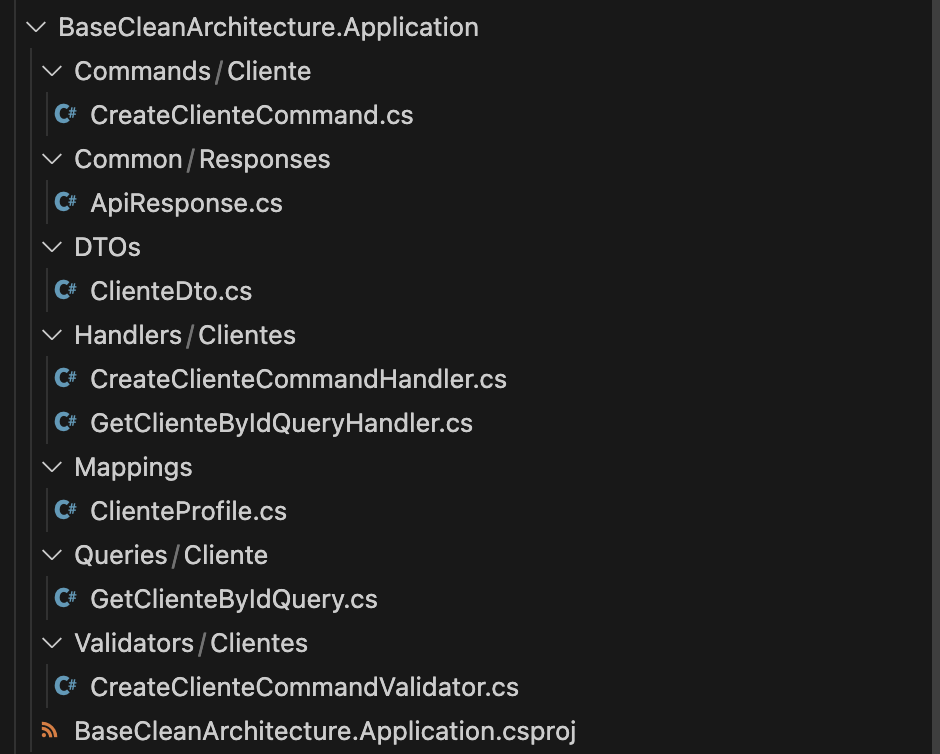 BaseCleanArchitecture.Application
Commands/Cliente
C# CreateClienteCommand.cs
Common/Responses
C# ApiResponse.cs
DTOs
C# ClienteDto.cs
Handlers/Clientes
C# CreateClienteCommandHandler.cs
C# GetClienteByIdQueryHandler.cs
Mappings
C# ClienteProfile.cs
Queries/Cliente
C# GetClienteByIdQuery.cs
Validators/Clientes
C# CreateClienteCommandValidator.cs
BaseCleanArchitecture.Application.csproj